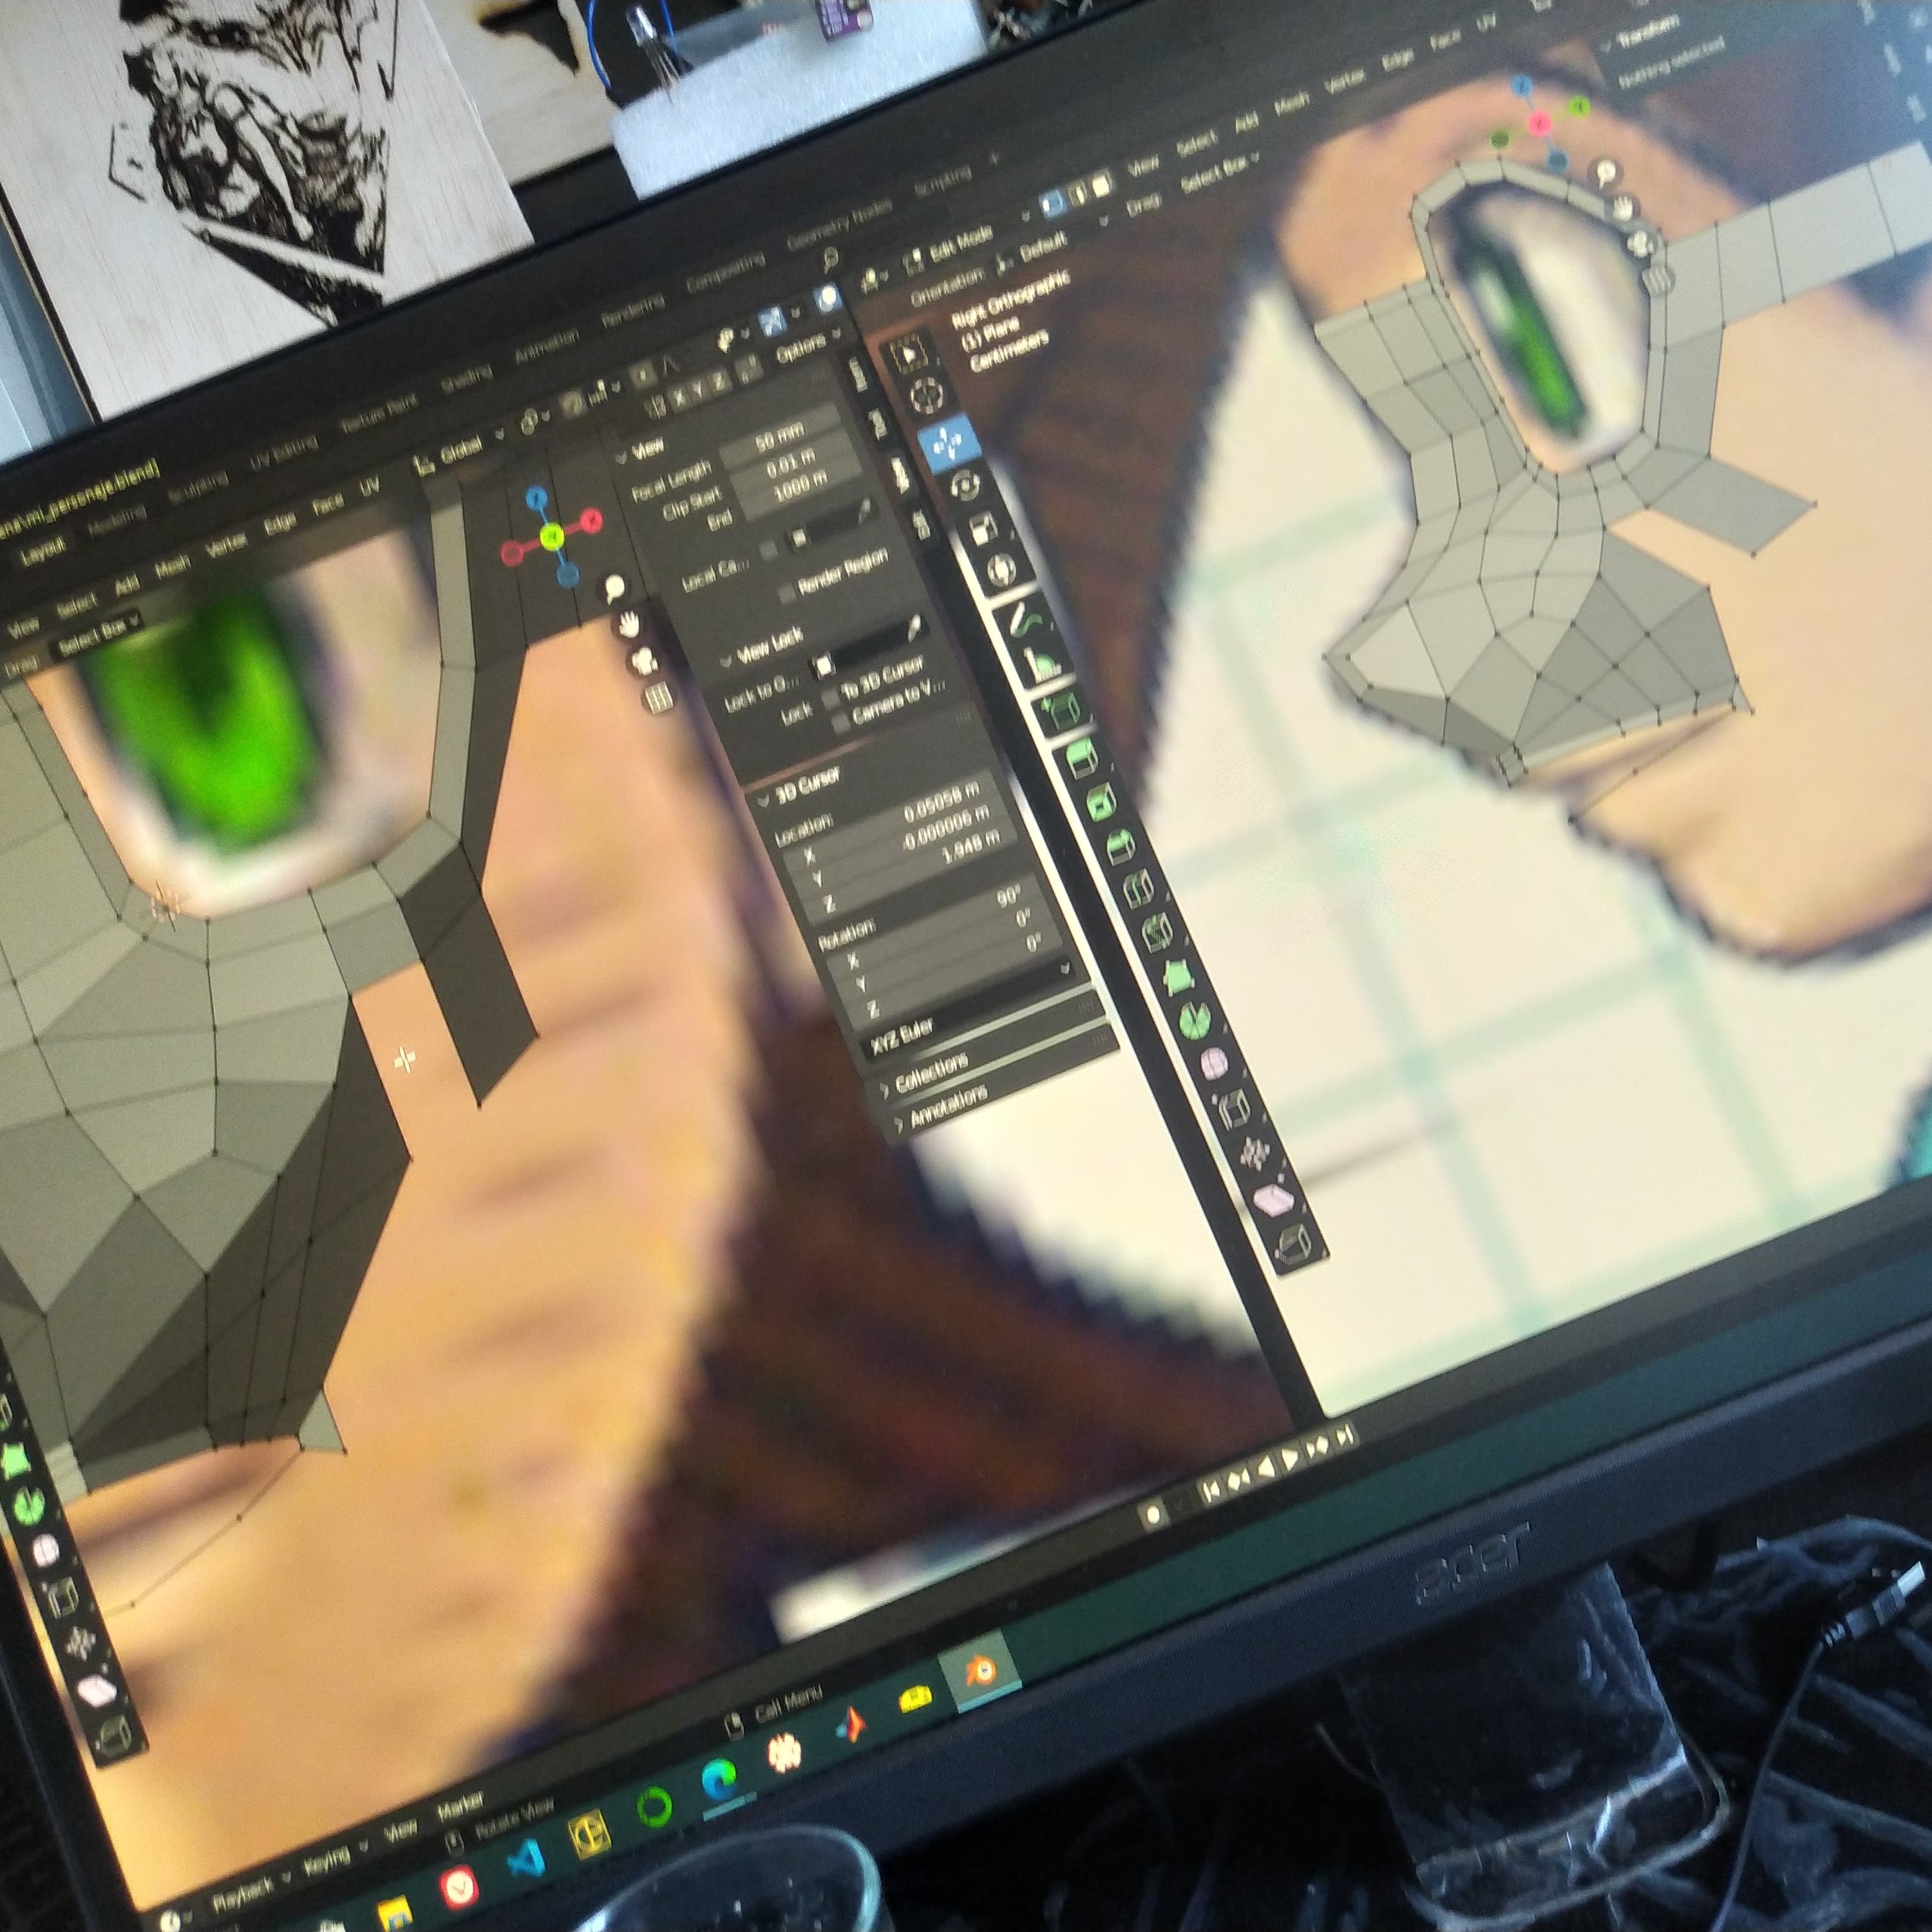 mi_personaje.blend]
Layout
Modeling
Sculpting
UV Editing
Texture Paint
Shading
Animation
Rendering
Compositing
Geometry Nodes
Scripting
+
View
Select
Add
Mesh
Vertex
Edge
Face
UV
Global
Drag:
Select Box
X Y Z
Options
View
Focal Length 50 mm
Clip Start 0.01 m
End 1000 m
Local Ca...
Render Region
View Lock
Lock to O...
Lock To 3D Cursor
Camera to V...
3D Cursor
Location:
X 0.05058 m
Y -0.000006 m
Z 1.948 m
Rotation:
X 90°
Y 0°
Z 0°
XYZ Euler
Collections
Annotations
Item
Tool
View
Edit Mode
View
Select
Add
Mesh
Vertex
Edge
Face
UV
Orientation:
Default
Drag:
Select Box
Right Orthographic
(1) Plane
Centimeters
Transform
Nothing selected
Playback
Keying
View
Marker
Rotate View
Call Menu
acer